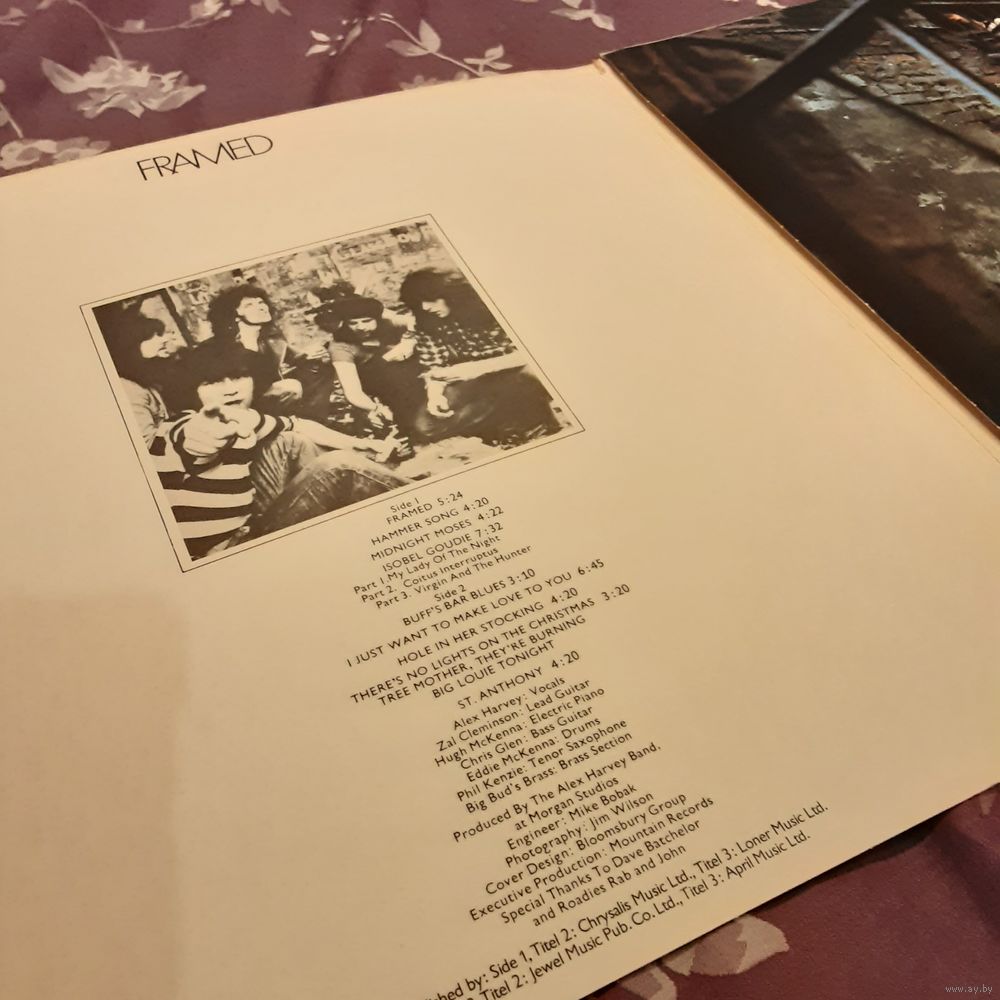 FRAMED
Side 1
FRAMED 5:24
HAMMER SONG 4:20
MIDNIGHT MOSES 4:22
ISOBEL GOUDIE 7:32
Part 1. My Lady Of The Night
Part 2. Coitus Interruptus
Part 3. Virgin And The Hunter
Side 2
BUFF'S BAR BLUES 3:10
I JUST WANT TO MAKE LOVE TO YOU 6:45
HOLE IN HER STOCKING 4:20
THERE'S NO LIGHTS ON THE CHRISTMAS 3:20
TREE MOTHER, THEY'RE BURNING
BIG LOUIE TONIGHT
ST. ANTHONY 4:20
Alex Harvey: Vocals
Zal Cleminson: Lead Guitar
Hugh McKenna: Electric Piano
Chris Glen: Bass Guitar
Eddie McKenna: Drums
Phil Kenzie: Tenor Saxophone
Big Bud's Brass: Brass Section
Produced By The Alex Harvey Band,
at Morgan Studios
Engineer: Mike Bobak
Photography: Jim Wilson
Cover Design: Bloomsbury Group
Executive Production: Mountain Records
Special Thanks To Dave Batchelor
and Roadies Rab and John
by: Side 1, Titel 2: Chrysalis Music Ltd., Titel 3: Loner Music Ltd.
Titel 2: Jewel Music Pub. Co. Ltd., Titel 3: April Music Ltd.
www.ay.by